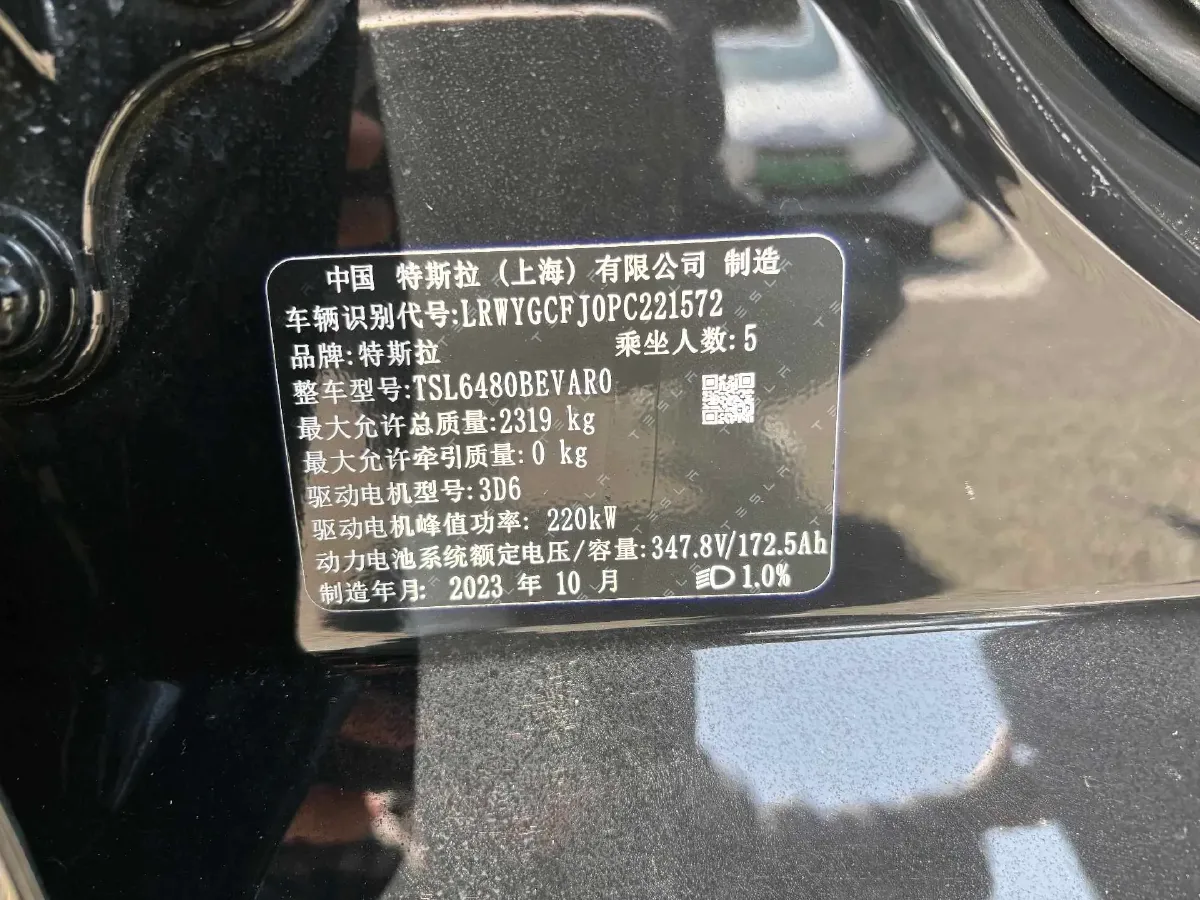 中国 特斯拉（上海）有限公司 制造
车辆识别代号:LRWYGCFJ0PC221572
品牌:特斯拉 乘坐人数:5
整车型号:TSL6480BEVAR0
最大允许总质量:2319 kg
最大允许牵引质量:0 kg
驱动电机型号:3D6
驱动电机峰值功率: 220kW
动力电池系统额定电压/容量:347.8V/172.5Ah
制造年月: 2023 年 10 月 1.0%